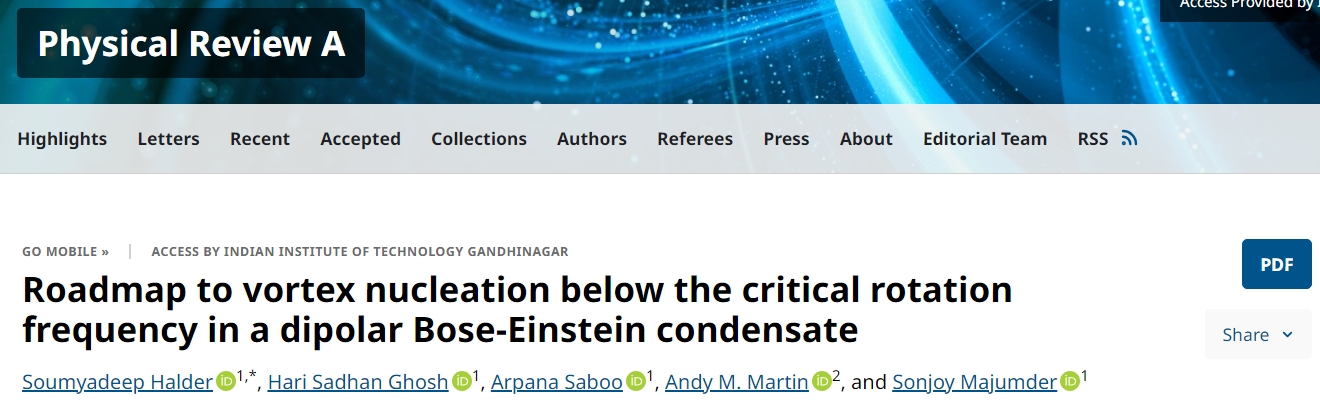 Access Provided by
Physical Review A
Highlights Letters Recent Accepted Collections Authors Referees Press About Editorial Team RSS
GO MOBILE » | ACCESS BY INDIAN INSTITUTE OF TECHNOLOGY GANDHINAGAR
PDF
Roadmap to vortex nucleation below the critical rotation
frequency in a dipolar Bose-Einstein condensate
Share
Soumyadeep Halder iD 1,*, Hari Sadhan Ghosh iD 1, Arpana Saboo iD 1, Andy M. Martin iD 2, and Sonjoy Majumder iD 1